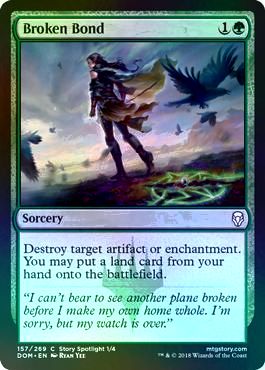 Broken Bond 1
Sorcery
Destroy target artifact or enchantment.
You may put a land card from your
hand onto the battlefield.
“I can’t bear to see another plane broken
before I make my own home whole. I’m
sorry, but my watch is over.”
157/269 C Story Spotlight 1/4
mtgstory.com
DOM • EN Ryan Yee
™ & © 2018 Wizards of the Coast